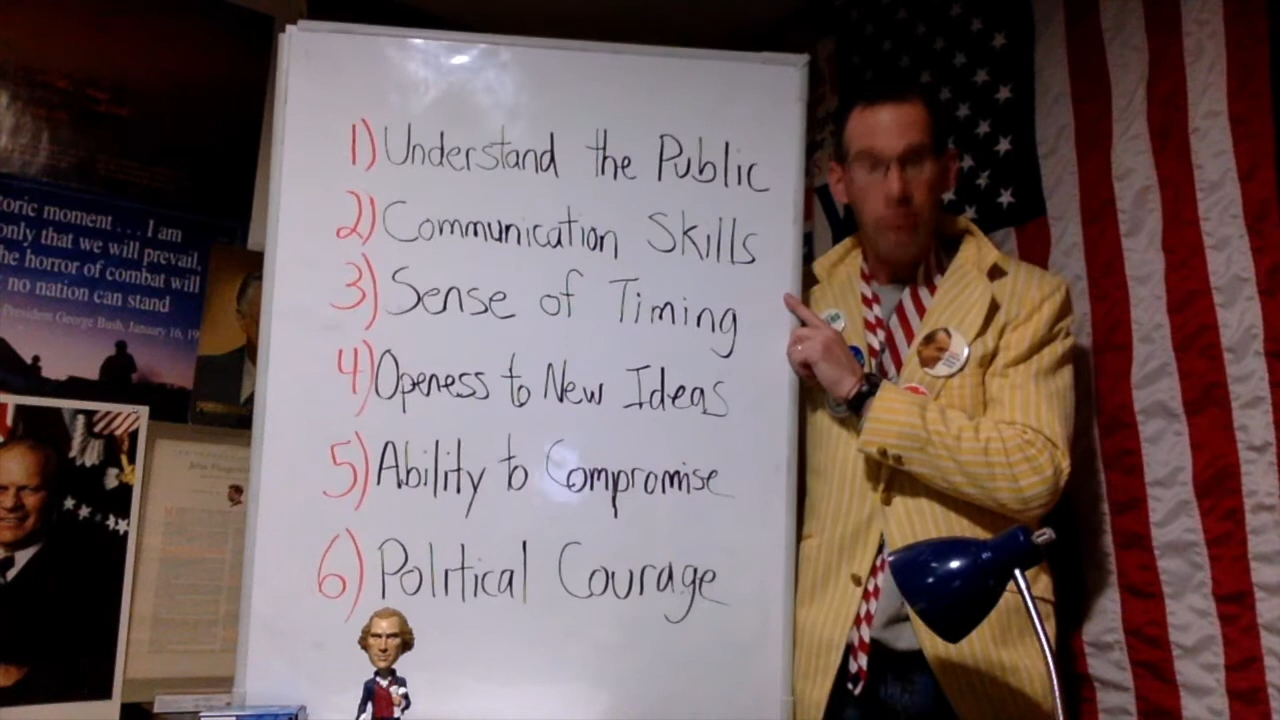 1) Understand the Public
2) Communication Skills
3) Sense of Timing
4) Openess to New Ideas
5) Ability to Compromise
6) Political Courage
toric moment . . . I am
only that we will prevail,
he horror of combat will
no nation can stand
President George Bush, January 16, 19